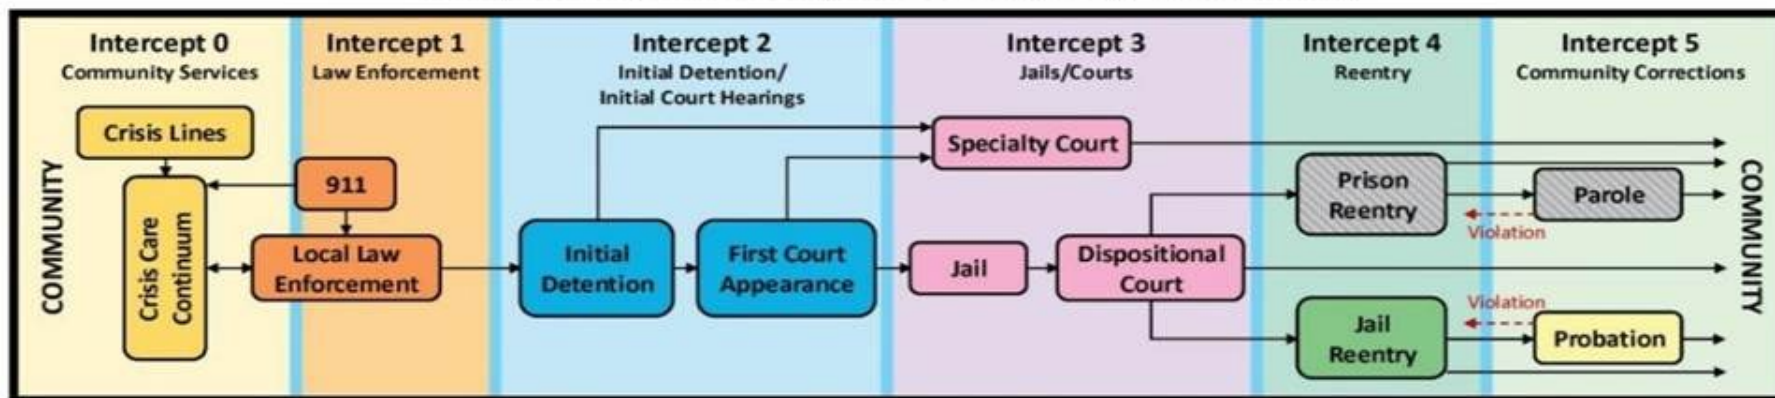 Intercept 0
Community Services
Intercept 1
Law Enforcement
Intercept 2
Initial Detention/
Initial Court Hearings
Intercept 3
Jails/Courts
Intercept 4
Reentry
Intercept 5
Community Corrections
COMMUNITY
Crisis Lines
Crisis Care
Continuum
911
Local Law
Enforcement
Initial
Detention
First Court
Appearance
Specialty Court
Jail
Dispositional
Court
Prison
Reentry
Parole
Violation
Jail
Reentry
Violation
Probation
COMMUNITY